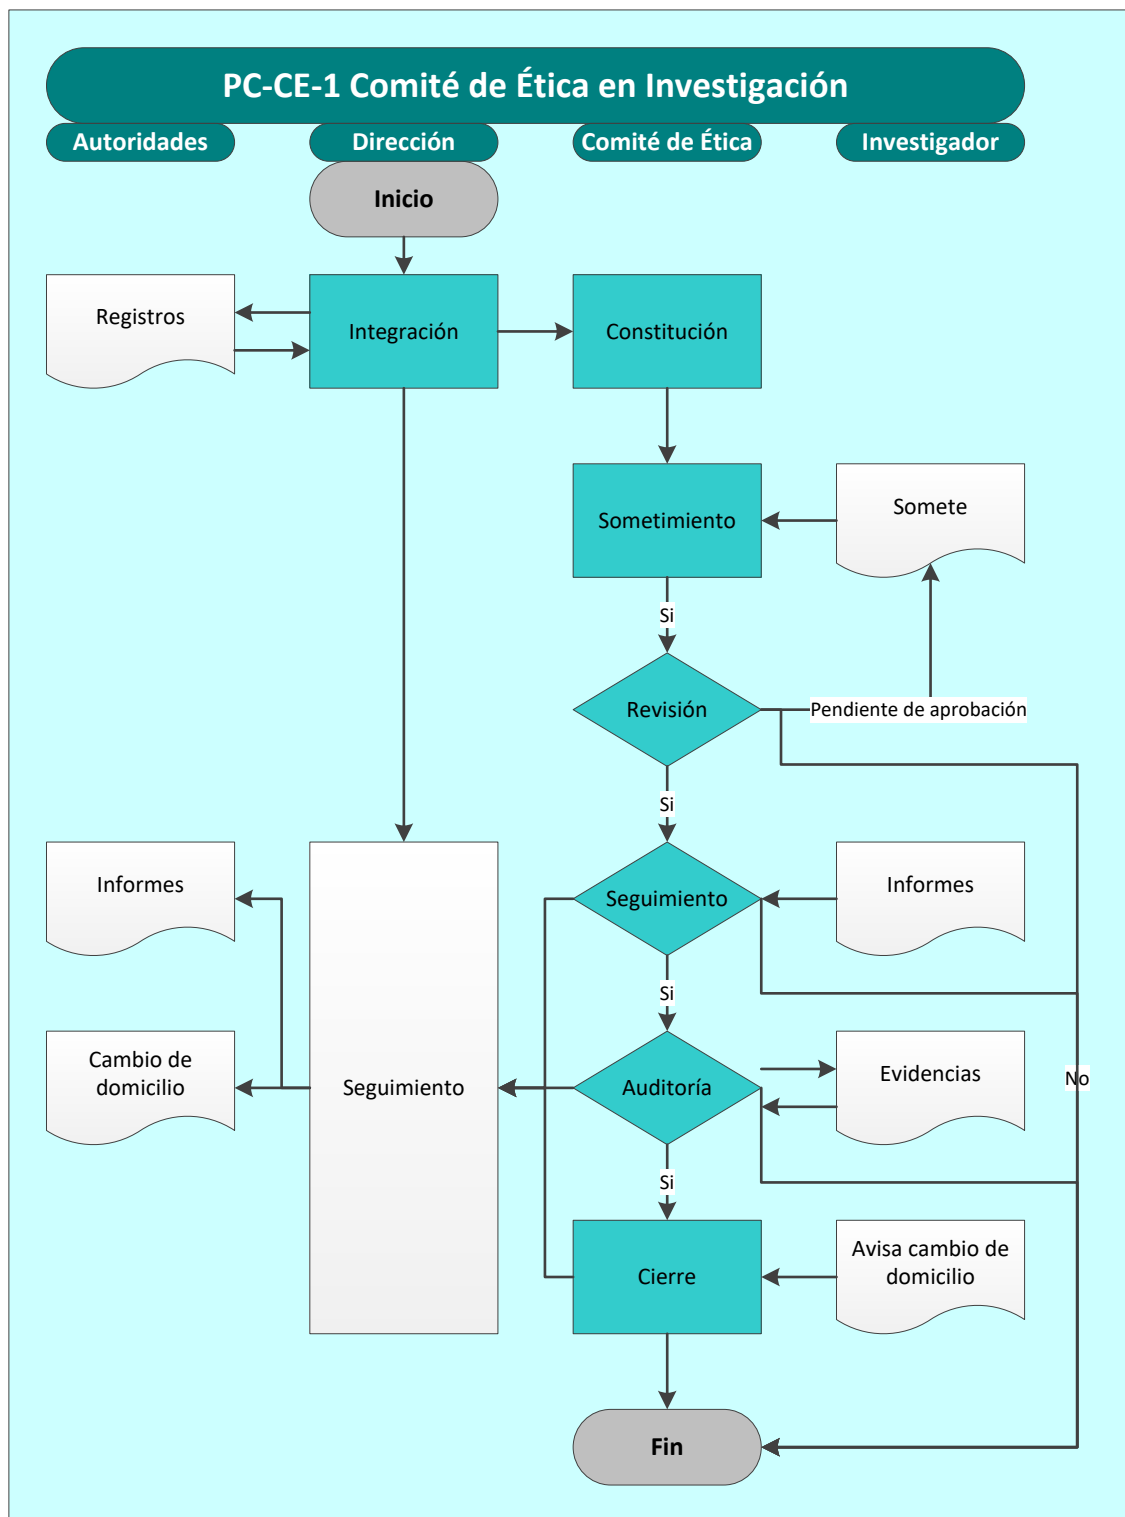 PC-CE-1 Comité de Ética en Investigación
Autoridades
Dirección
Comité de Ética
Investigador
Inicio
Registros
Integración
Constitución
Sometimiento
Somete
Si
Revisión
Pendiente de aprobación
Si
Informes
Seguimiento
Informes
Si
Cambio de
domicilio
Seguimiento
Auditoría
Evidencias
No
Si
Cierre
Avisa cambio de
domicilio
Fin